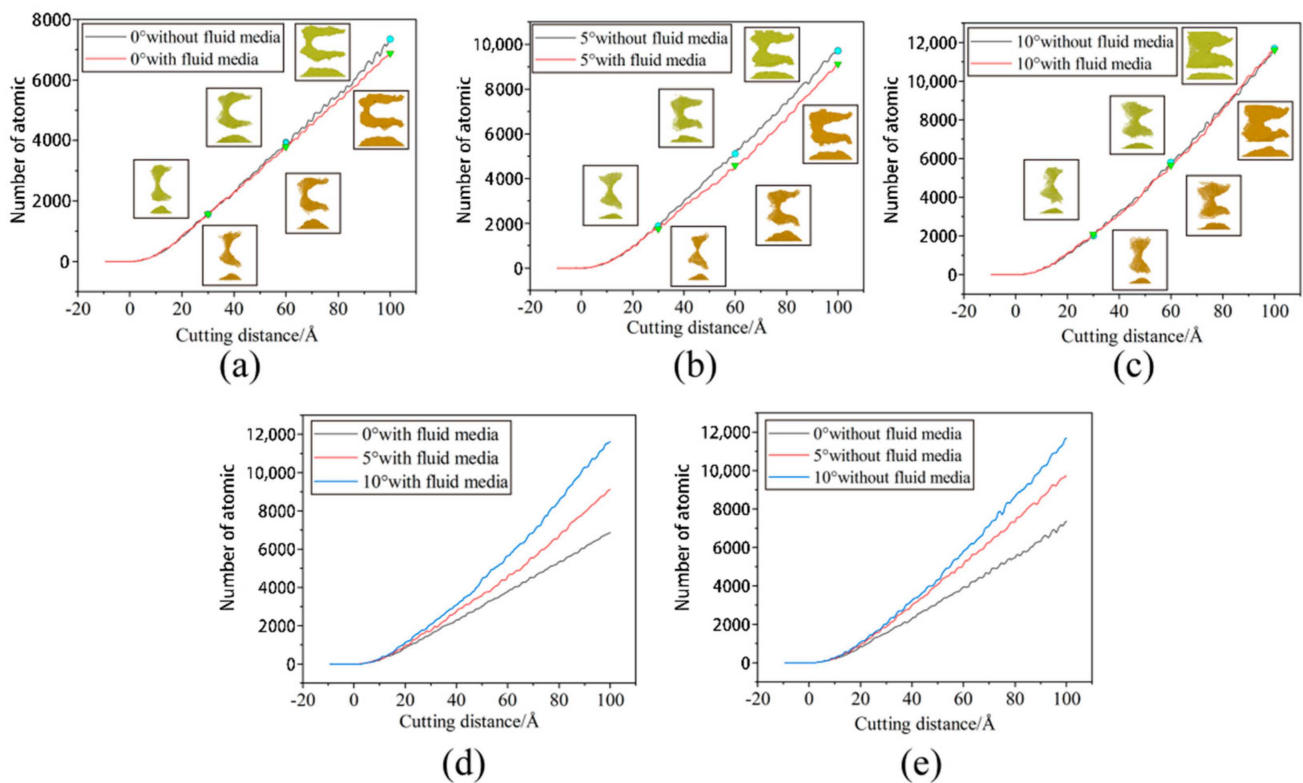 8000
6000
4000
2000
0
Number of atomic
0°without fluid media
0°with fluid media
-20 0 20 40 60 80 100
Cutting distance/Å
(a)
10,000
8000
6000
4000
2000
0
Number of atomic
5°without fluid media
5°with fluid media
-20 0 20 40 60 80 100
Cutting distance/Å
(b)
12,000
10,000
8000
6000
4000
2000
0
Number of atomic
10°without fluid media
10°with fluid media
-20 0 20 40 60 80 100
Cutting distance/Å
(c)
12,000
10,000
8000
6000
4000
2000
0
Number of atomic
0°with fluid media
5°with fluid media
10°with fluid media
-20 0 20 40 60 80 100
Cutting distance/Å
(d)
12,000
10,000
8000
6000
4000
2000
0
Number of atomic
0°without fluid media
5°without fluid media
10°without fluid media
-20 0 20 40 60 80 100
Cutting distance/Å
(e)